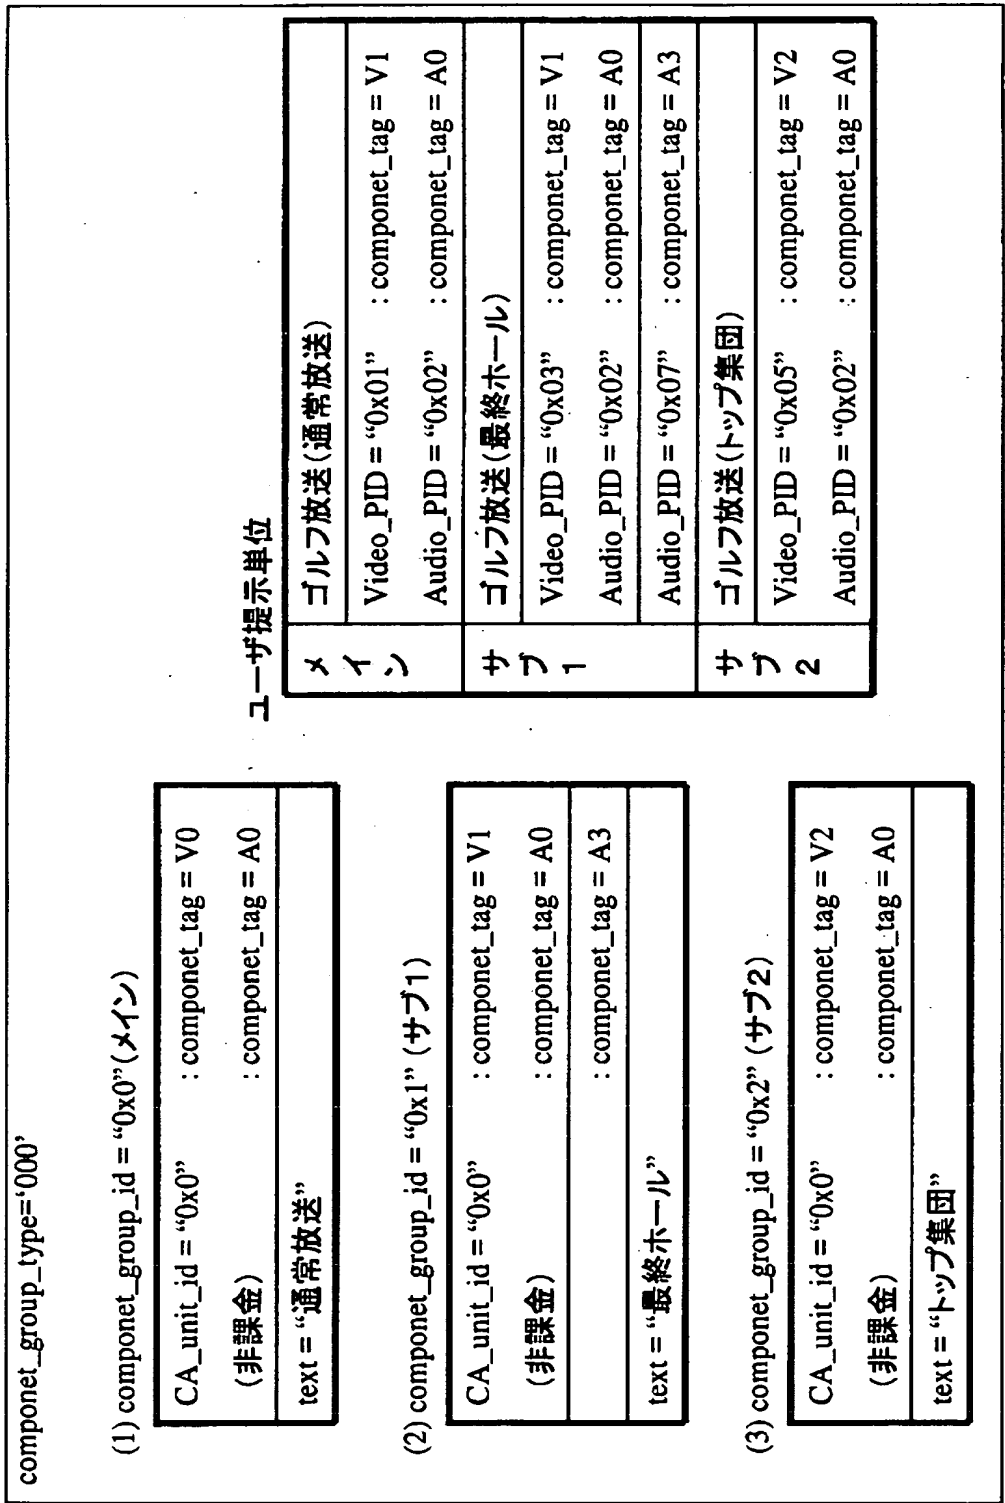 componet_group_type=‘000’
(1) componet_group_id = “0x0”(メイン)
CA_unit_id = “0x0” : componet_tag = V0
(非課金) : componet_tag = A0
text = “通常放送”
(2) componet_group_id = “0x1” (サブ1)
CA_unit_id = “0x0” : componet_tag = V1
(非課金) : componet_tag = A0
: componet_tag = A3
text = “最終ホール”
(3) componet_group_id = “0x2” (サブ2)
CA_unit_id = “0x0” : componet_tag = V2
(非課金) : componet_tag = A0
text = “トップ集団”
ユーザ提示単位
メイン
ゴルフ放送(通常放送)
Video_PID = “0x01” : componet_tag = V1
Audio_PID = “0x02” : componet_tag = A0
サブ1
ゴルフ放送(最終ホール)
Video_PID = “0x03” : componet_tag = V1
Audio_PID = “0x02” : componet_tag = A0
Audio_PID = “0x07” : componet_tag = A3
サブ2
ゴルフ放送(トップ集団)
Video_PID = “0x05” : componet_tag = V2
Audio_PID = “0x02” : componet_tag = A0